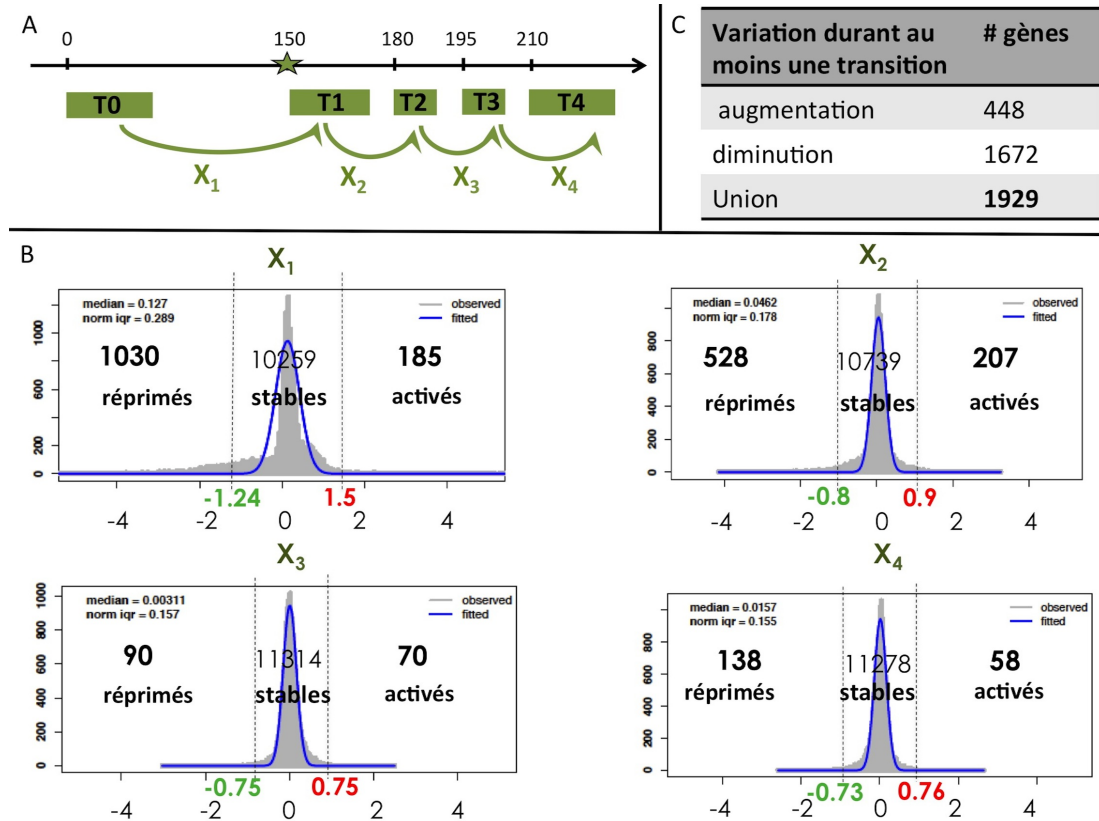 A
0 150 180 195 210
T0 T1 T2 T3 T4
X1 X2 X3 X4
C
Variation durant au # gènes
moins une transition
augmentation 448
diminution 1672
Union 1929
B
X1
median = 0.127
norm iqr = 0.289
observed
fitted
1030 10259 185
réprimés stables activés
0 200 400 600 800 1000
-1.24 1.5
-4 -2 0 2 4
X2
median = 0.0462
norm iqr = 0.178
observed
fitted
528 10739 207
réprimés stables activés
0 200 400 600 800
-0.8 0.9
-4 -2 0 2 4
X3
median = 0.00311
norm iqr = 0.157
observed
fitted
90 11314 70
réprimés stables activés
0 200 400 600 800 1000
-0.75 0.75
-4 -2 0 2 4
X4
median = 0.0157
norm iqr = 0.155
observed
fitted
138 11278 58
réprimés stables activés
0 200 400 600 800
-0.73 0.76
-4 -2 0 2 4